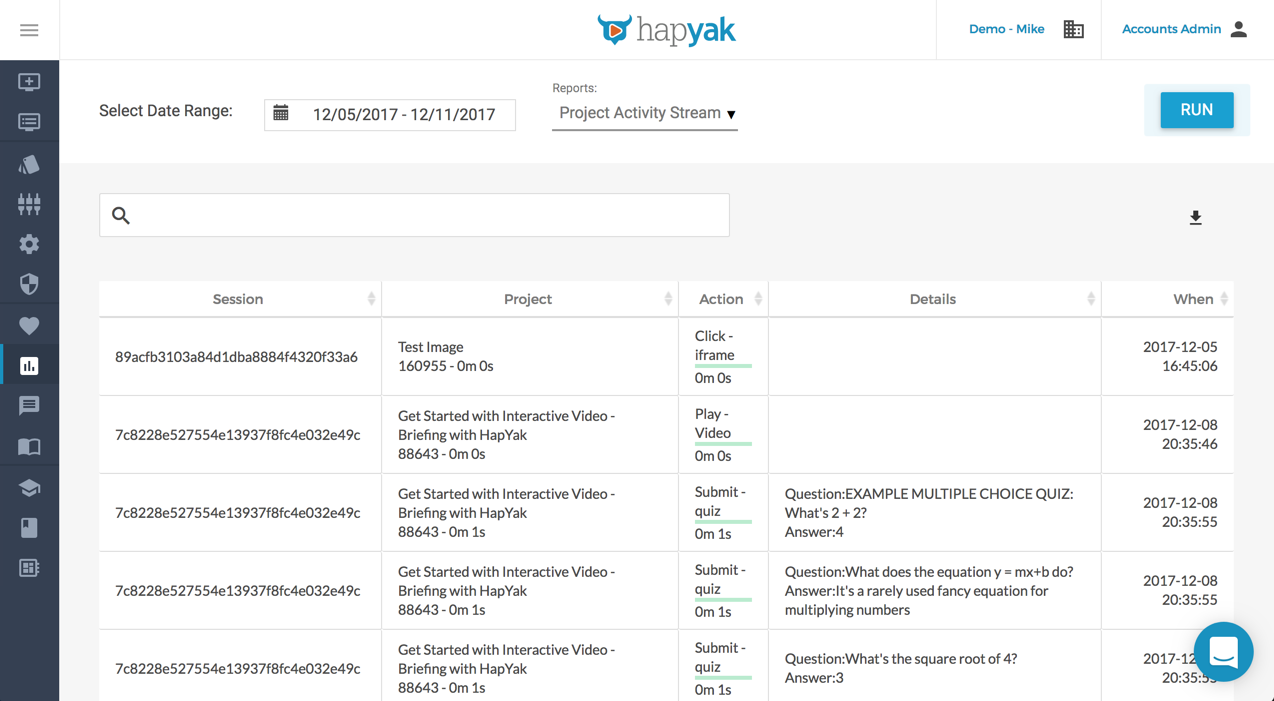 hapyak
Demo - Mike
Accounts Admin
Reports:
Select Date Range:
12/05/2017 - 12/11/2017
Project Activity Stream
RUN
Session
Project
Action
Details
When
89acfb3103a84d1dba8884f4320f33a6
Test Image
160955 - 0m 0s
Click -
iframe
0m 0s
2017-12-05
16:45:06
7c8228e527554e13937f8fc4e032e49c
Get Started with Interactive Video -
Briefing with HapYak
88643 - 0m 0s
Play -
Video
0m 0s
2017-12-08
20:35:46
7c8228e527554e13937f8fc4e032e49c
Get Started with Interactive Video -
Briefing with HapYak
88643 - 0m 1s
Submit -
quiz
0m 1s
Question:EXAMPLE MULTIPLE CHOICE QUIZ:
What's 2 + 2?
Answer:4
2017-12-08
20:35:55
7c8228e527554e13937f8fc4e032e49c
Get Started with Interactive Video -
Briefing with HapYak
88643 - 0m 1s
Submit -
quiz
0m 1s
Question:What does the equation y = mx+b do?
Answer:It's a rarely used fancy equation for
multiplying numbers
2017-12-08
20:35:55
7c8228e527554e13937f8fc4e032e49c
Get Started with Interactive Video -
Briefing with HapYak
88643 - 0m 1s
Submit -
quiz
0m 1s
Question:What's the square root of 4?
Answer:3